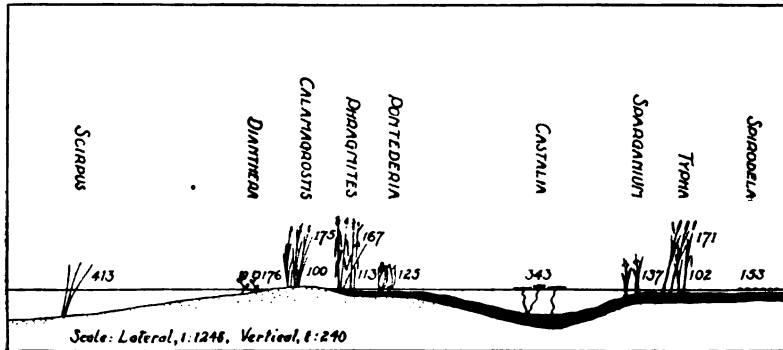 SCIRPUS
DIANTHERA
CALAMAGROSTIS
PHRAGMITES
PONTEDERIA
CASTALIA
SPARGANIUM
TYPHA
SPIRODELA
413
176
175
100
167
113
125
343
137
171
102
153
Scale: Lateral, 1:1248, Vertical, 1:240